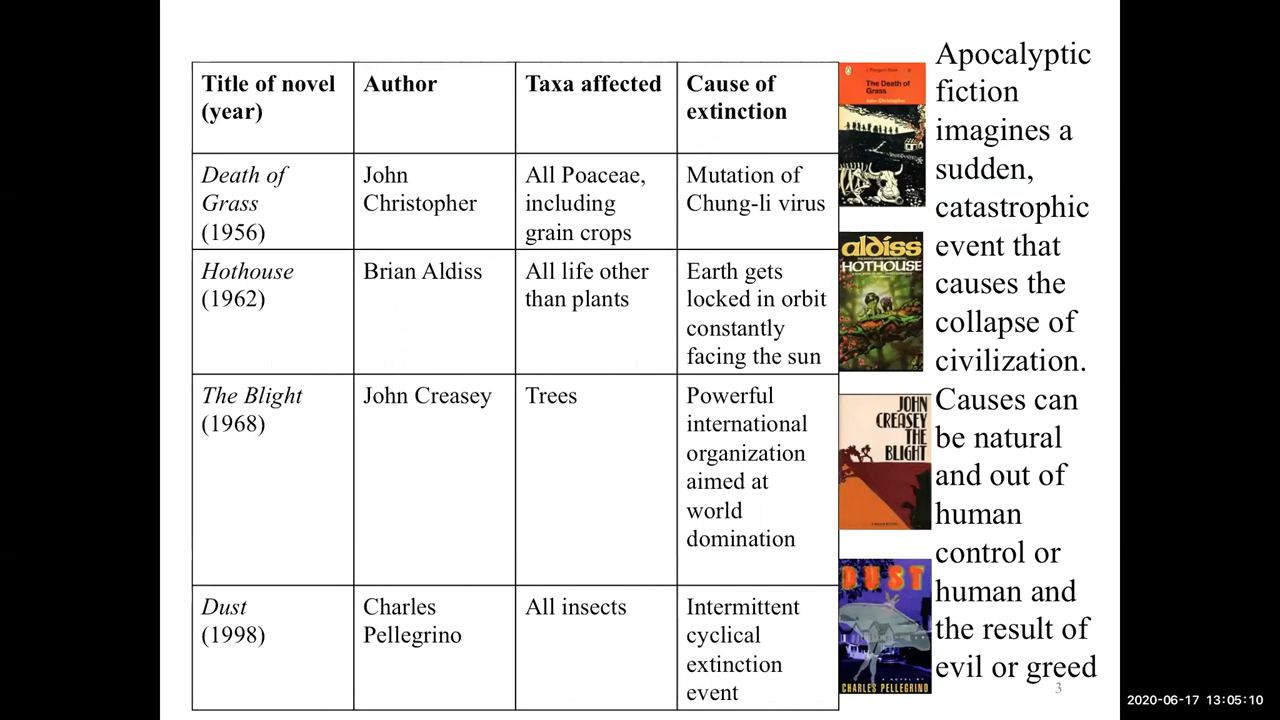 Title of novel
(year)
Author
Taxa affected
Cause of
extinction
Death of
Grass
(1956)
John
Christopher
All Poaceae,
including
grain crops
Mutation of
Chung-li virus
Hothouse
(1962)
Brian Aldiss
All life other
than plants
Earth gets
locked in orbit
constantly
facing the sun
The Blight
(1968)
John Creasey
Trees
Powerful
international
organization
aimed at
world
domination
Dust
(1998)
Charles
Pellegrino
All insects
Intermittent
cyclical
extinction
event
The Death of
Grass
John Christopher
aldiss
HOTHOUSE
JOHN
CREASEY
THE
BLIGHT
DUST
A NOVEL BY
CHARLES PELLEGRINO
Apocalyptic
fiction
imagines a
sudden,
catastrophic
event that
causes the
collapse of
civilization.
Causes can
be natural
and out of
human
control or
human and
the result of
evil or greed
3
2020-06-17 13:05:10